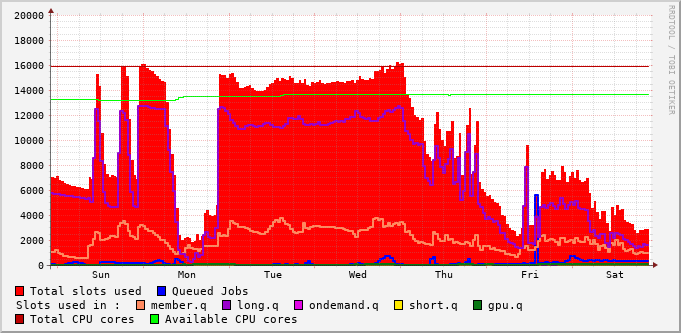 20000
18000
16000
14000
12000
10000
8000
6000
4000
2000
0
Sun Mon Tue Wed Thu Fri Sat
RRDTOOL / TOBI OETIKER
Total slots used Queued Jobs
Slots used in : member.q long.q ondemand.q short.q gpu.q
Total CPU cores Available CPU cores